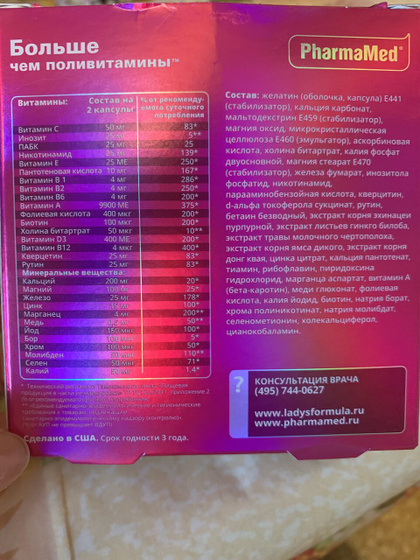 Больше
чем поливитамины™
PharmaMed®
Витамины: Состав на 2 капсулы % от рекоменду- емого суточного потребления
Витамин С 50 мг 83*
Инозит 5**
ПАБК 25 мг 25
Никотинамид 139*
Витамин Е 25 мг 250*
Пантотеновая кислота 10 мг 167*
Витамин В 1 4 мг 286*
Витамин В2 4 мг 250*
Витамин В6 4 мг 200*
Витамин А 9900 МЕ 375*
Фолиевая кислота 400 мкг 200*
Биотин 100 мкг 200*
Холина битартрат 50 мкг 10**
Витамин D3 400 МЕ 200*
Витамин В12 4 мкг 400*
Кверцетин 25 мг 83*
Рутин 25 мг 83*
Минеральные вещества:
Кальций 200 мг 20*
Магний 100 мг 25*
Железо 25 мг 178*
Цинк 100*
Марганец 4 мг 200**
Медь 50**
Йод 100*
Бор 5*
Хром 50*
Молибден 110**
Селен 71*
Калий 1.4*
Сделано в США. Срок годности 3 года.
Состав: желатин (оболочка, капсула) Е441
(стабилизатор), кальция карбонат,
мальтодекстрин Е459 (стабилизатор),
магния оксид, микрокристаллическая
целлюлоза Е460 (эмульгатор), аскорбиновая
кислота, холина битартрат, калия фосфат
двуосновной, магния стеарат Е470
(стабилизатор), железа фумарат, инозитола
фосфатид, никотинамид,
парааминобензойная кислота, кверцетин,
d-альфа токоферола сукцинат, рутин,
бетаин безводный, экстракт корня эхинацеи
пурпурной, экстракт листьев гинкго билоба,
экстракт травы молочного чертополоха,
экстракт корня ямса дикого, экстракт корня
донг квая, цинка цитрат, кальция пантотенат,
тиамин, рибофлавин, пиридоксина
гидрохлорид, марганца аспартат, витамин А
(бета-каротин), меди глюконат, фолиевая
кислота, калия йодид, биотин, натрия борат,
хрома поликотинат, натрия молибдат,
селенометионин, холекальциферол,
цианокобаламин.
?
КОНСУЛЬТАЦИЯ ВРАЧА
(495) 744-0627
www.ladysformula.ru
www.pharmamed.ru